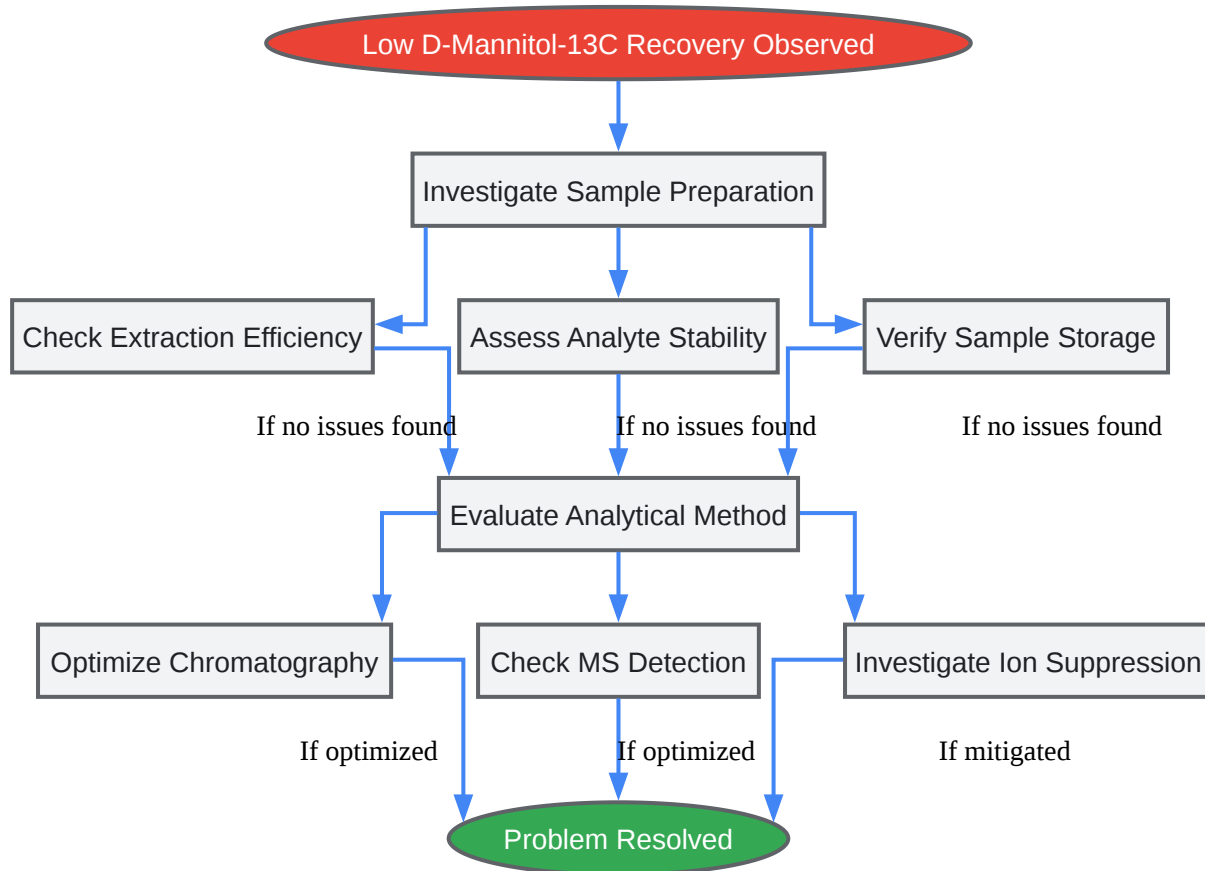 Low D-Mannitol-13C Recovery Observed
Investigate Sample Preparation
Check Extraction Efficiency
Assess Analyte Stability
Verify Sample Storage
If no issues found
If no issues found
If no issues found
Evaluate Analytical Method
Optimize Chromatography
Check MS Detection
Investigate Ion Suppression
If optimized
If optimized
If mitigated
Problem Resolved